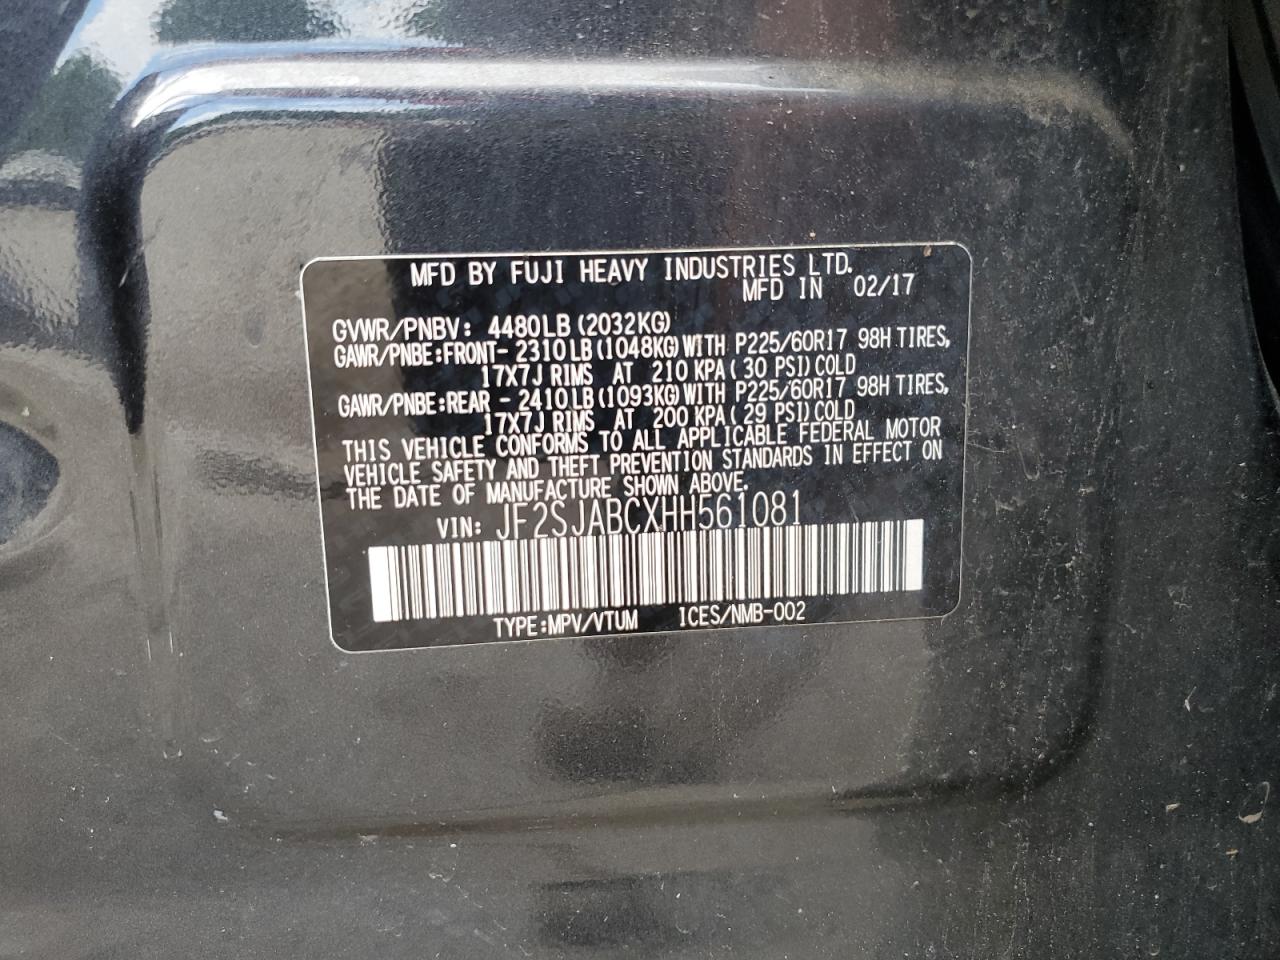 MFD BY FUJI HEAVY INDUSTRIES LTD.
MFD IN 02/17
GVWR/PNBV: 4480LB (2032KG)
GAWR/PNBE:FRONT- 2310LB (1048KG) WITH P225/60R17 98H TIRES,
17X7J RIMS AT 210 KPA ( 30 PSI) COLD
GAWR/PNBE:REAR - 2410LB (1093KG) WITH P225/60R17 98H TIRES,
17X7J RIMS AT 200 KPA ( 29 PSI) COLD
THIS VEHICLE CONFORMS TO ALL APPLICABLE FEDERAL MOTOR
VEHICLE SAFETY AND THEFT PREVENTION STANDARDS IN EFFECT ON
THE DATE OF MANUFACTURE SHOWN ABOVE.
VIN: JF2SJABCXHH561081
TYPE:MPV/VTUM ICES/NMB-002